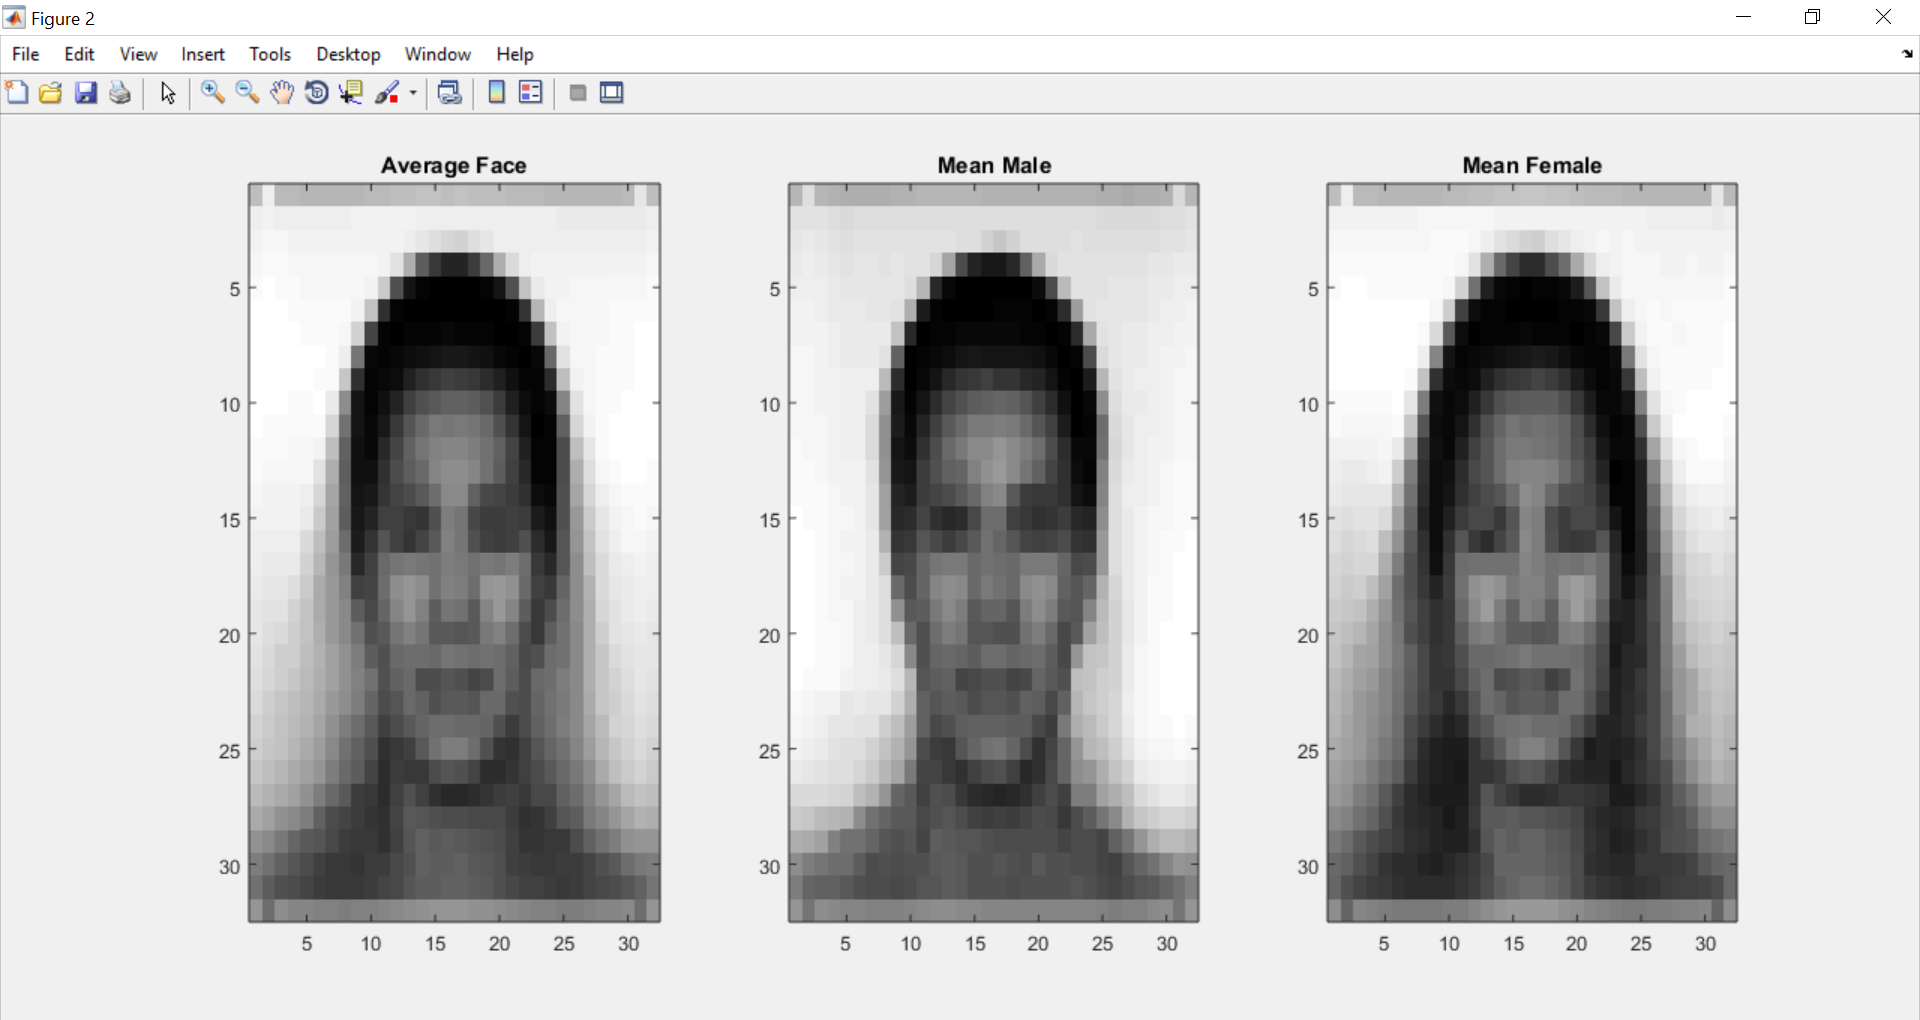 Figure 2
File Edit View Insert Tools Desktop Window Help
Average Face Mean Male Mean Female
5 5 5
10 10 10
15 15 15
20 20 20
25 25 25
30 30 30
5 10 15 20 25 30 5 10 15 20 25 30 5 10 15 20 25 30